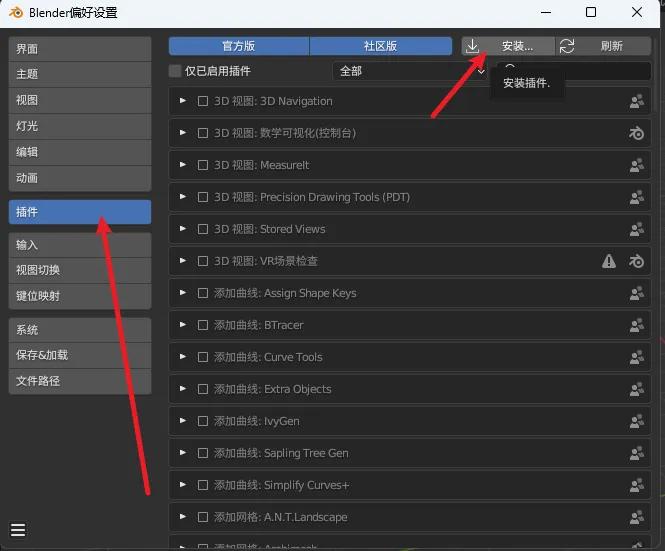 Blender偏好设置
界面
主题
视图
灯光
编辑
动画
插件
输入
视图切换
键位映射
系统
保存&加载
文件路径
官方版 社区版 安装... 刷新
仅已启用插件 全部
安装插件.
3D 视图: 3D Navigation
3D 视图: 数学可视化(控制台)
3D 视图: MeasureIt
3D 视图: Precision Drawing Tools (PDT)
3D 视图: Stored Views
3D 视图: VR场景检查
添加曲线: Assign Shape Keys
添加曲线: BTracer
添加曲线: Curve Tools
添加曲线: Extra Objects
添加曲线: IvyGen
添加曲线: Sapling Tree Gen
添加曲线: Simplify Curves+
添加网格: A.N.T.Landscape
添加网格: Archimesh